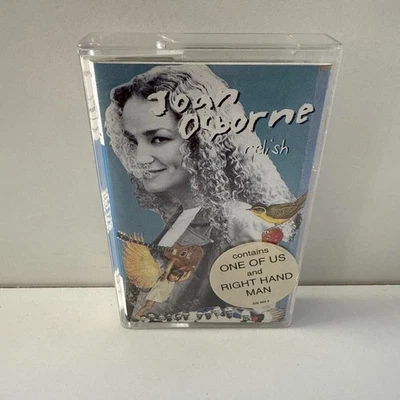 Joan
Osborne
relish
contains
ONE OF US
and
RIGHT HAND
MAN